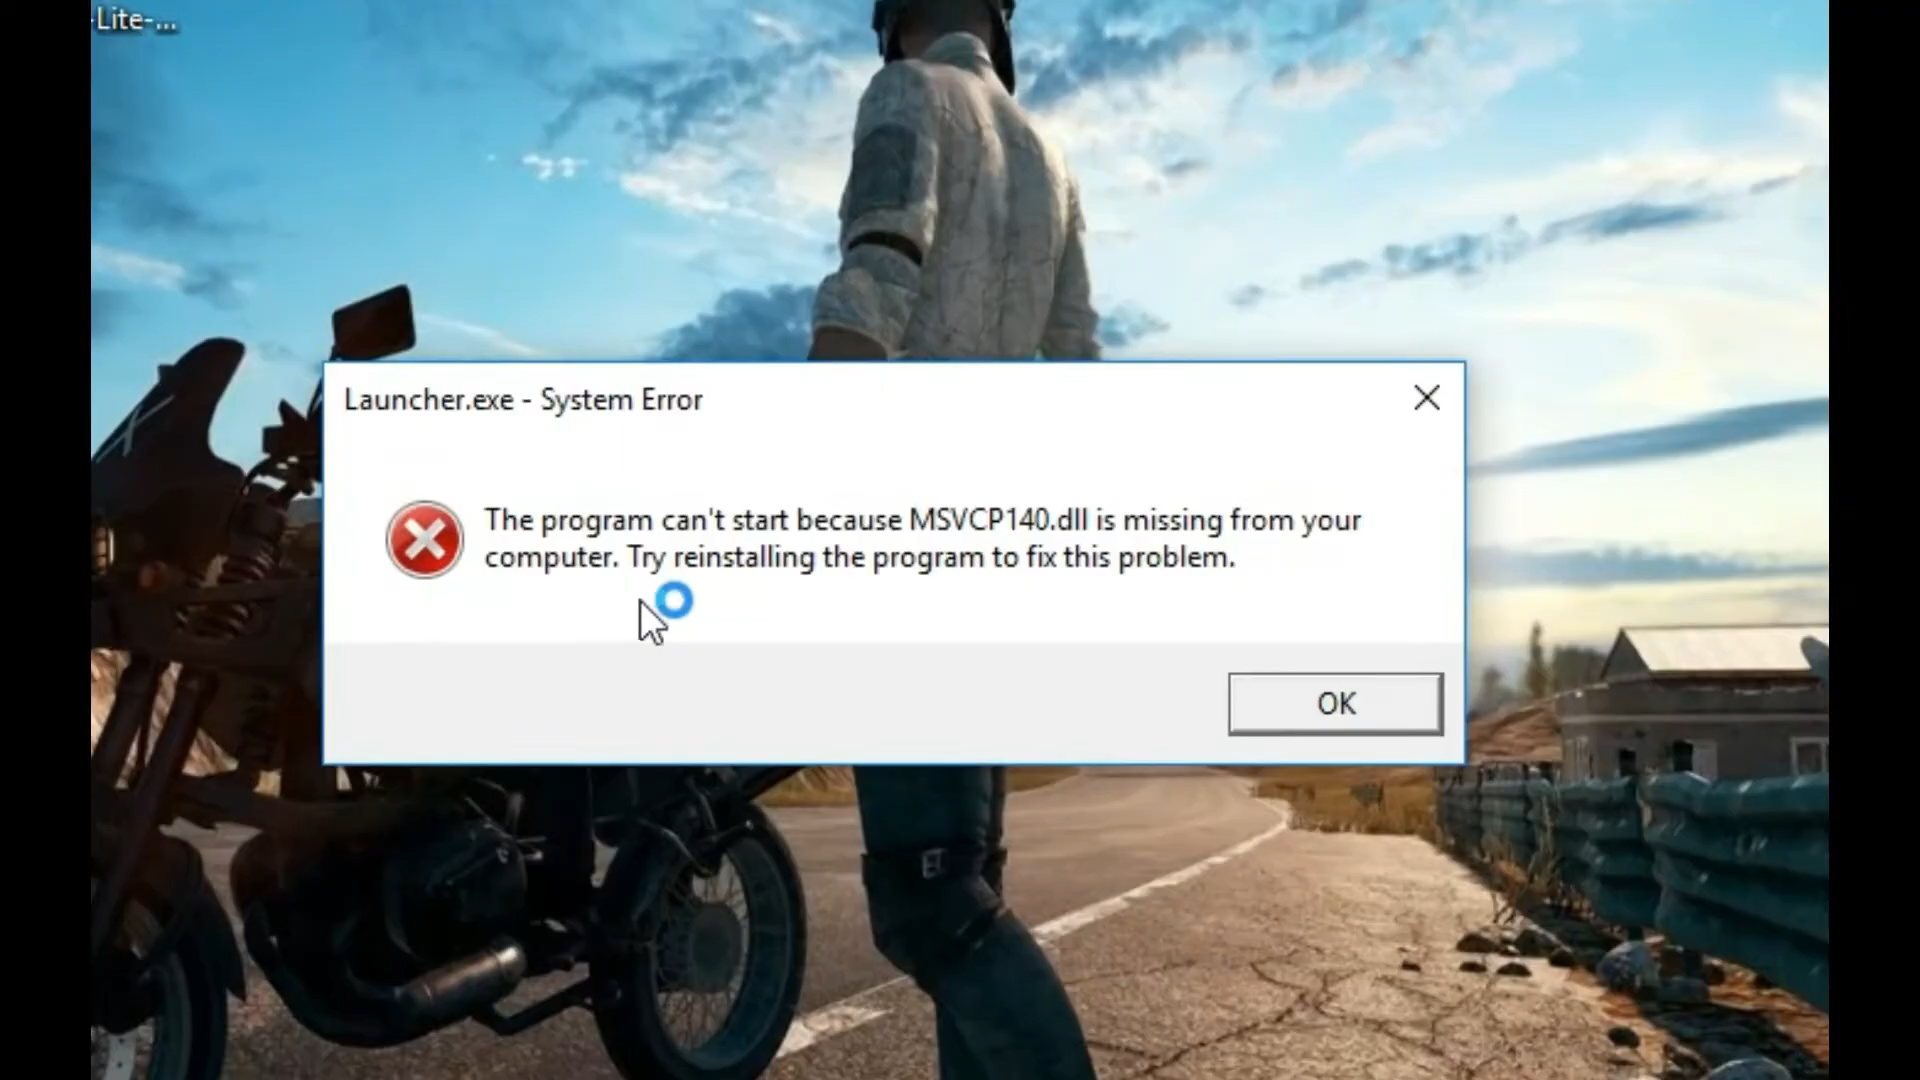 -Lite-...
Launcher.exe - System Error
The program can't start because MSVCP140.dll is missing from your
computer. Try reinstalling the program to fix this problem.
OK